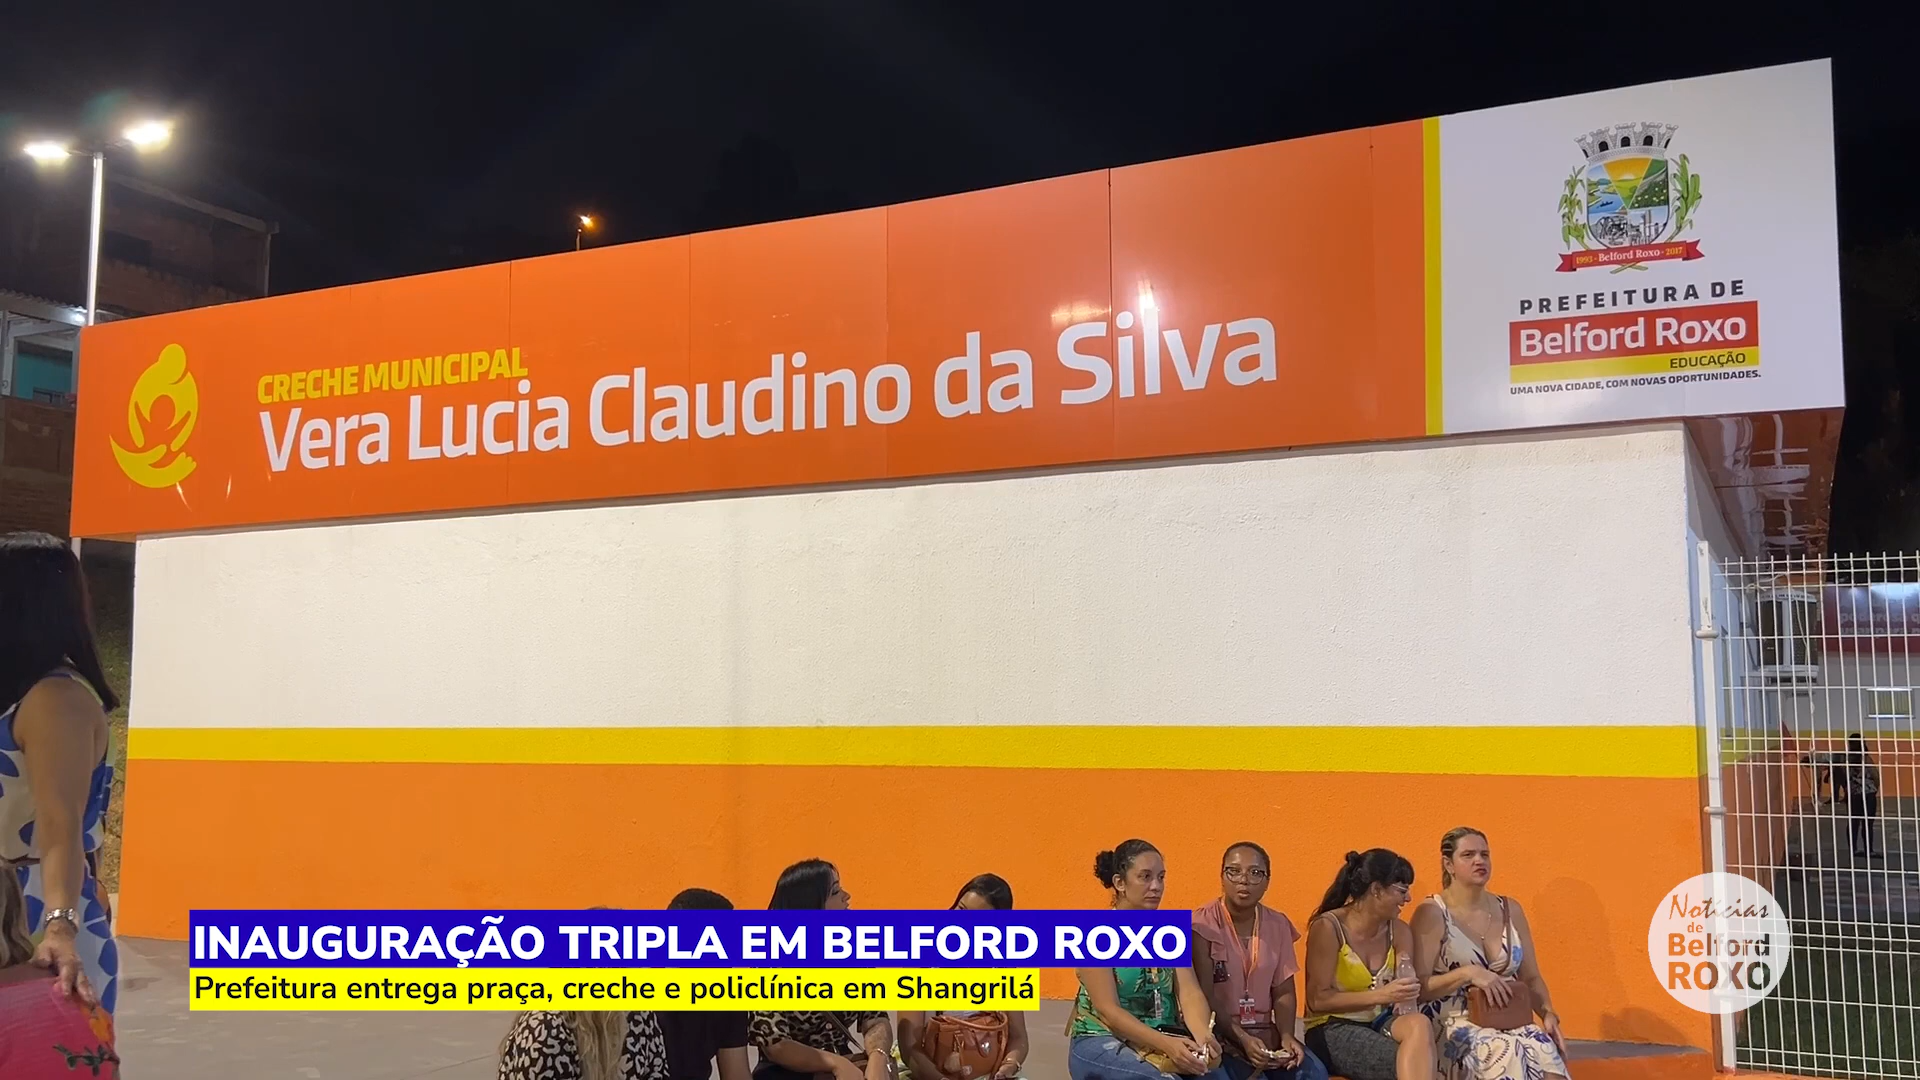 CRECHE MUNICIPAL
Vera Lucia Claudino da Silva
1993 - Belford Roxo - 2017
PREFEITURA DE
Belford Roxo
EDUCAÇÃO
UMA NOVA CIDADE, COM NOVAS OPORTUNIDADES.
INAUGURAÇÃO TRIPLA EM BELFORD ROXO
Prefeitura entrega praça, creche e policlínica em Shangrilá
Notícias
de
Belford
ROXO